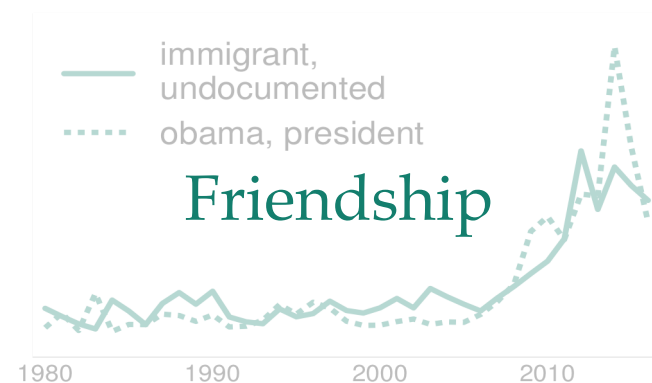 immigrant,
undocumented
obama, president
Friendship
1980 1990 2000 2010